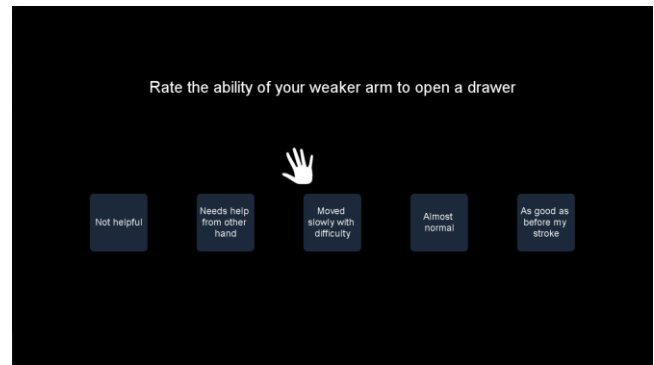 Rate the ability of your weaker arm to open a drawer
Not helpful
Needs help
from other
hand
Moved
slowly with
difficulty
Almost
normal
As good as
before my
stroke